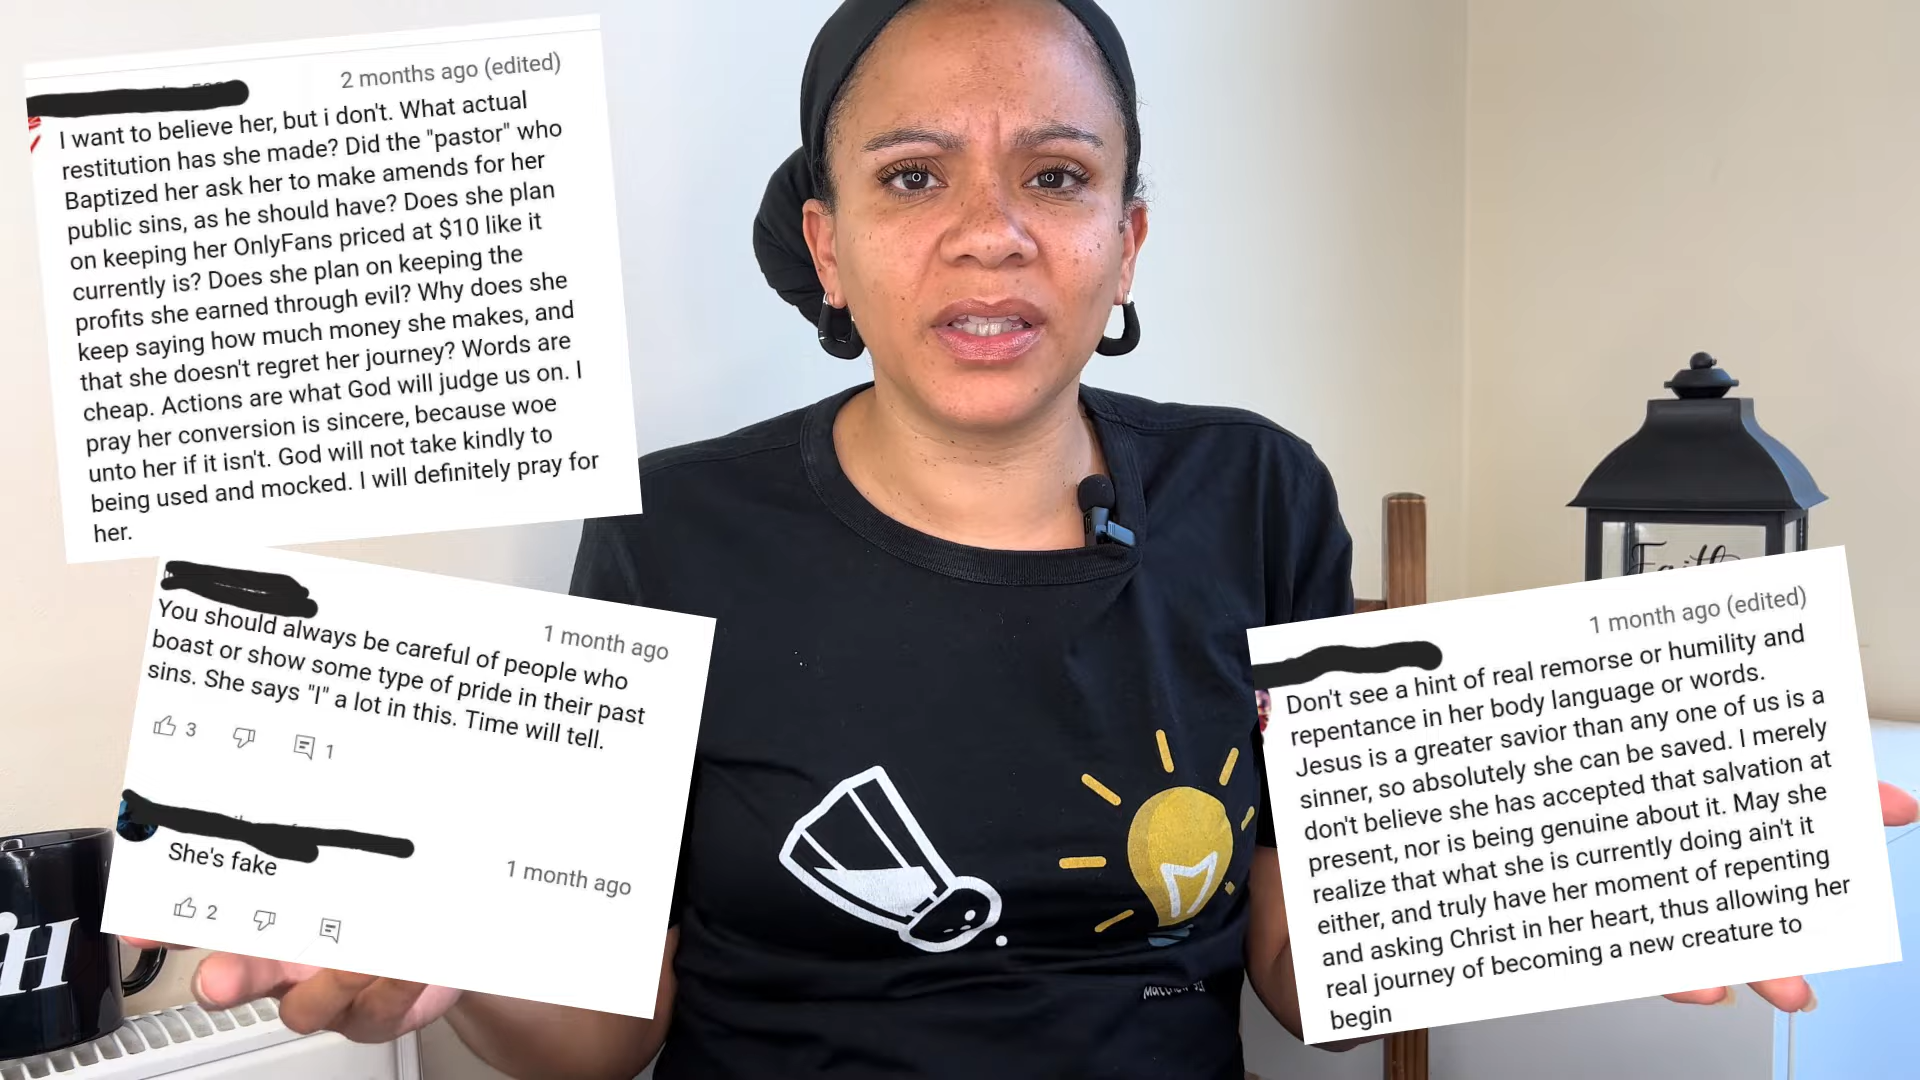 2 months ago (edited)
I want to believe her, but i don't. What actual
restitution has she made? Did the "pastor" who
Baptized her ask her to make amends for her
public sins, as he should have? Does she plan
on keeping her OnlyFans priced at $10 like it
currently is? Does she plan on keeping the
profits she earned through evil? Why does she
keep saying how much money she makes, and
that she doesn't regret her journey? Words are
cheap. Actions are what God will judge us on. I
pray her conversion is sincere, because woe
unto her if it isn't. God will not take kindly to
being used and mocked. I will definitely pray for
her.
1 month ago
You should always be careful of people who
boast or show some type of pride in their past
sins. She says "I" a lot in this. Time will tell.
3
1
1 month ago
She's fake
2
Faith
1 month ago (edited)
Don't see a hint of real remorse or humility and
repentance in her body language or words.
Jesus is a greater savior than any one of us is a
sinner, so absolutely she can be saved. I merely
don't believe she has accepted that salvation at
present, nor is being genuine about it. May she
realize that what she is currently doing ain't it
either, and truly have her moment of repenting
and asking Christ in her heart, thus allowing her
real journey of becoming a new creature to
begin
H